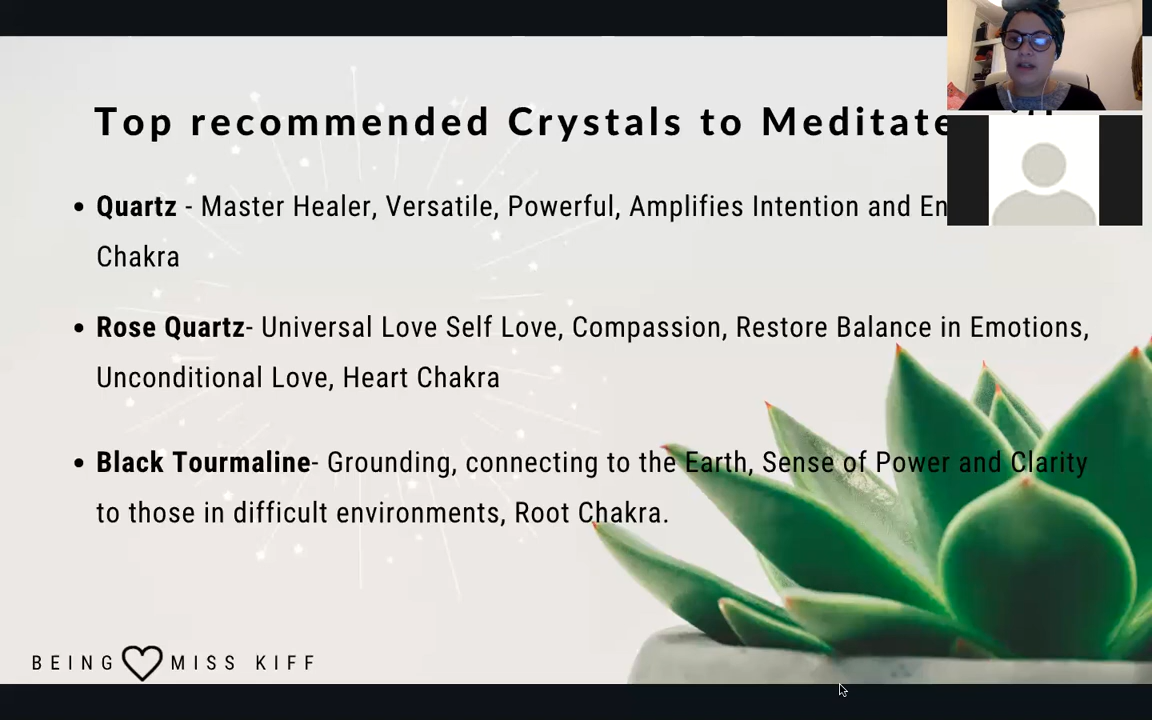 Top recommended Crystals to Meditate
Quartz - Master Healer, Versatile, Powerful, Amplifies Intention and
Chakra
Rose Quartz- Universal Love Self Love, Compassion, Restore Balance in Emotions,
Unconditional Love, Heart Chakra
Black Tourmaline- Grounding, connecting to the Earth, Sense of Power and Clarity
to those in difficult environments, Root Chakra.
BEING MISS KIFF